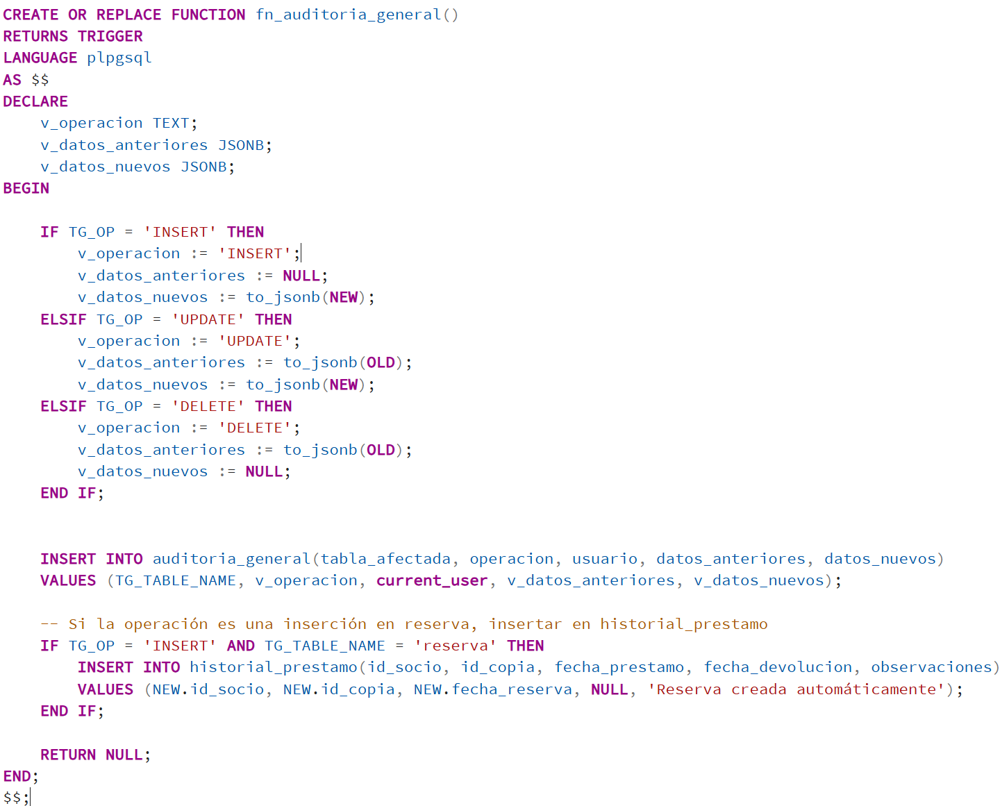 CREATE OR REPLACE FUNCTION fn_auditoria_general()
RETURNS TRIGGER
LANGUAGE plpgsql
AS $$
DECLARE
    v_operacion TEXT;
    v_datos_anteriores JSONB;
    v_datos_nuevos JSONB;
BEGIN

    IF TG_OP = 'INSERT' THEN
        v_operacion := 'INSERT';
        v_datos_anteriores := NULL;
        v_datos_nuevos := to_jsonb(NEW);
    ELSIF TG_OP = 'UPDATE' THEN
        v_operacion := 'UPDATE';
        v_datos_anteriores := to_jsonb(OLD);
        v_datos_nuevos := to_jsonb(NEW);
    ELSIF TG_OP = 'DELETE' THEN
        v_operacion := 'DELETE';
        v_datos_anteriores := to_jsonb(OLD);
        v_datos_nuevos := NULL;
    END IF;


    INSERT INTO auditoria_general(tabla_afectada, operacion, usuario, datos_anteriores, datos_nuevos)
    VALUES (TG_TABLE_NAME, v_operacion, current_user, v_datos_anteriores, v_datos_nuevos);

    -- Si la operación es una inserción en reserva, insertar en historial_prestamo
    IF TG_OP = 'INSERT' AND TG_TABLE_NAME = 'reserva' THEN
        INSERT INTO historial_prestamo(id_socio, id_copia, fecha_prestamo, fecha_devolucion, observaciones)
        VALUES (NEW.id_socio, NEW.id_copia, NEW.fecha_reserva, NULL, 'Reserva creada automáticamente');
    END IF;

    RETURN NULL;
END;
$$;